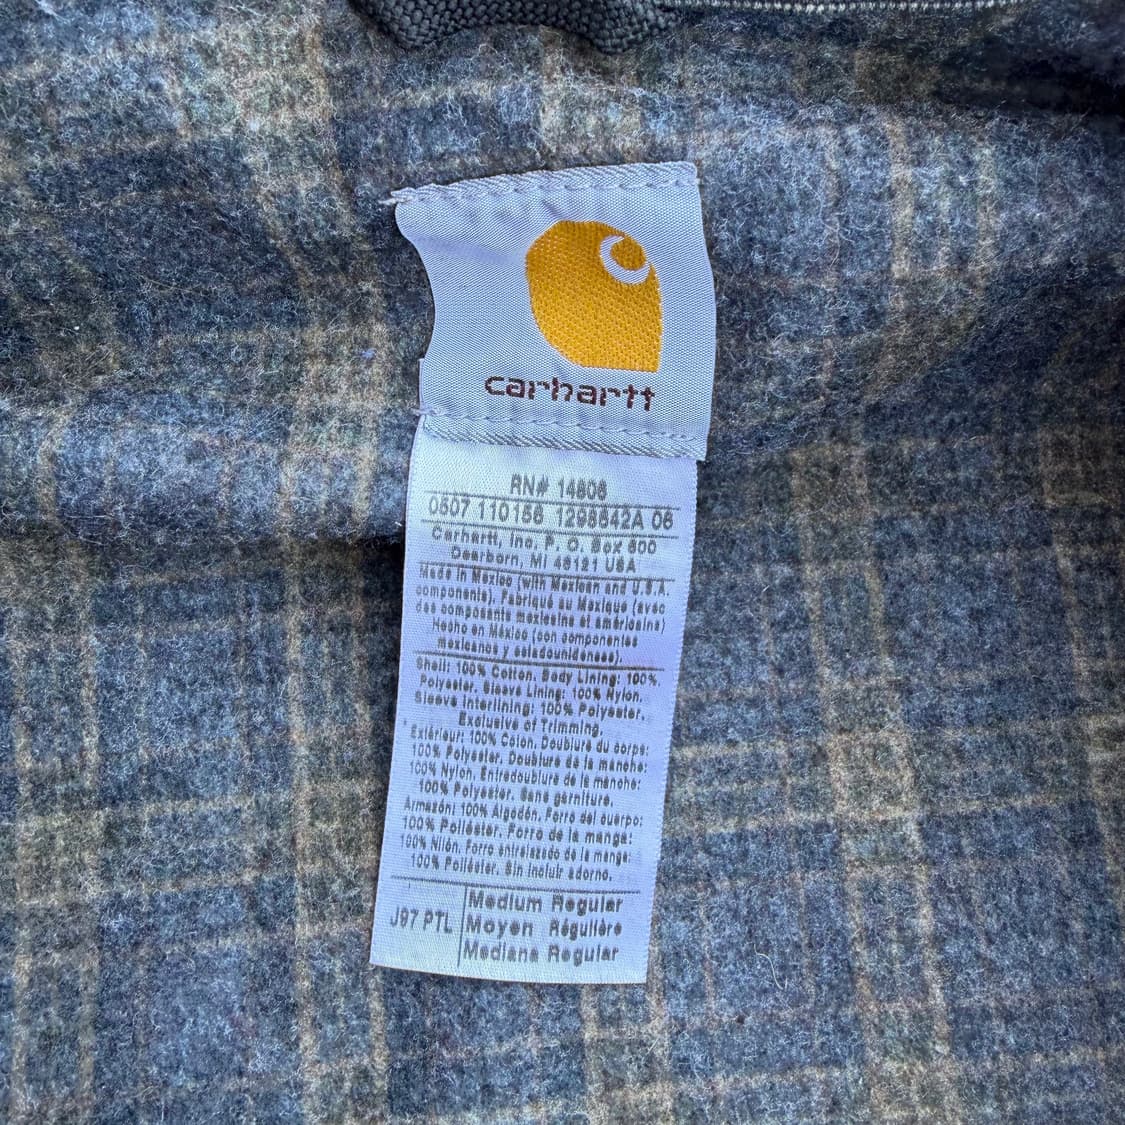 carhartt
RN# 14806
0507 110156 1298642A 06
Carhartt, Inc. P. O. Box 600
Dearborn, MI 48121 USA
Made in Mexico (with Mexican and U.S.A.
components). Fabriqué au Mexique (avec
des composants mexicains et américains)
Hecho en México (con componentes
mexicanos y estadounidenses).
Shell: 100% Cotton. Body Lining: 100%
Polyester. Sleeve Lining: 100% Nylon.
Sleeve Interlining: 100% Polyester.
Exclusive of Trimming.
Extérieur: 100% Coton. Doublure du corps:
100% Polyester. Doublure de la manche:
100% Nylon. Entredoublure de la manche:
100% Polyester. Sans garniture.
Armazón: 100% Algodón. Forro del cuerpo:
100% Poliéster. Forro de la manga:
100% Nilón. Forro entrelazado de la manga:
100% Poliéster. Sin incluir adorno.
J97 PTL
Medium Regular
Moyen Régulière
Mediana Regular